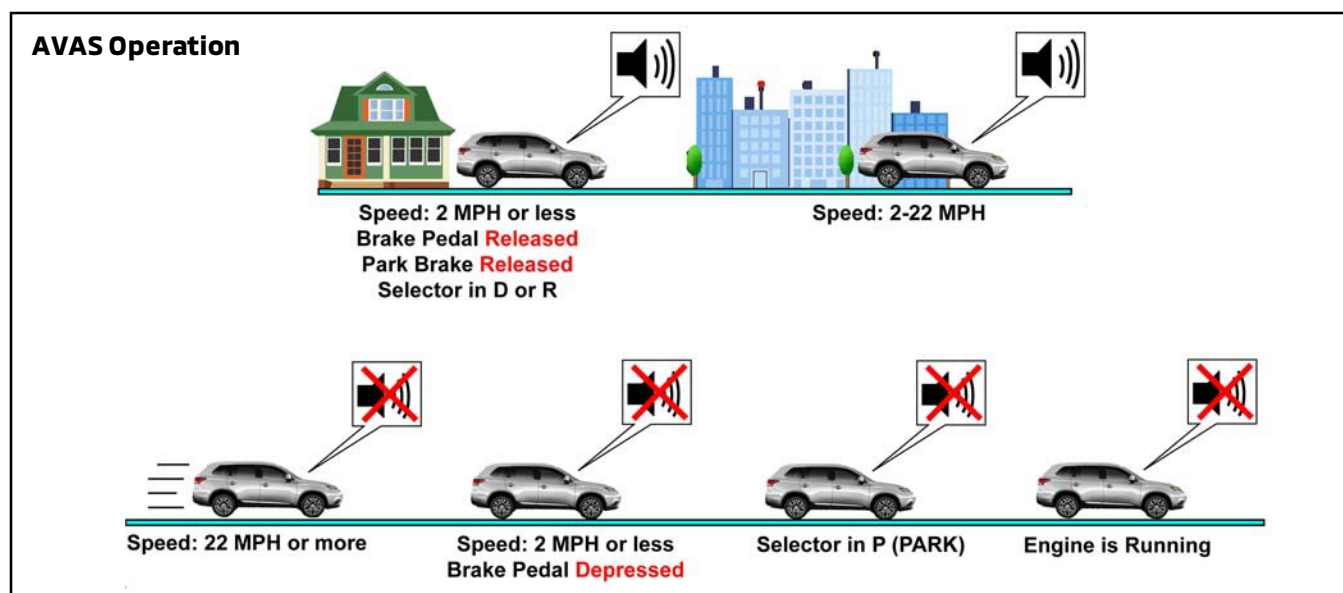 AVAS Operation
Speed: 2 MPH or less
Brake Pedal Released
Park Brake Released
Selector in D or R
Speed: 2-22 MPH
Speed: 22 MPH or more
Speed: 2 MPH or less
Brake Pedal Depressed
Selector in P (PARK)
Engine is Running